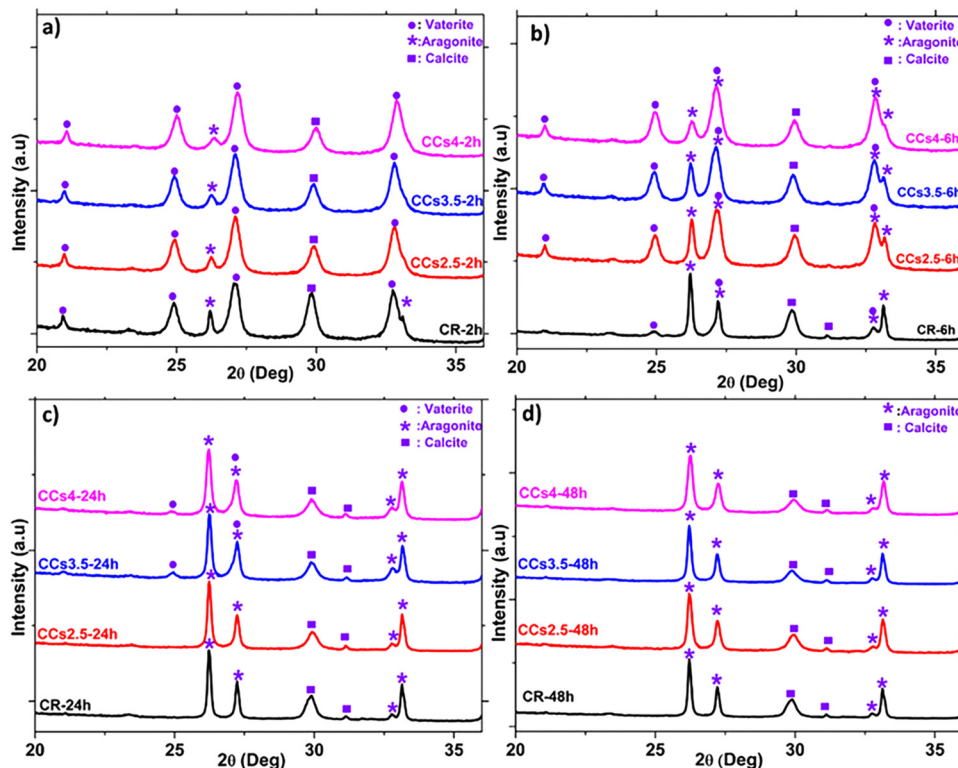 a)
: Vaterite
:Aragonite
: Calcite
CCs4-2h
CCs3.5-2h
CCs2.5-2h
CR-2h
Intensity (a.u)
20 25 30 35
2θ (Deg)
b)
: Vaterite
:Aragonite
: Calcite
CCs4-6h
CCs3.5-6h
CCs2.5-6h
CR-6h
Intensity (a.u)
20 25 30 35
2θ (Deg)
c)
: Vaterite
:Aragonite
: Calcite
CCs4-24h
CCs3.5-24h
CCs2.5-24h
CR-24h
Intensity (a.u)
20 25 30 35
2θ (Deg)
d)
:Aragonite
: Calcite
CCs4-48h
CCs3.5-48h
CCs2.5-48h
CR-48h
Intensity (a.u)
20 25 30 35
2θ (Deg)